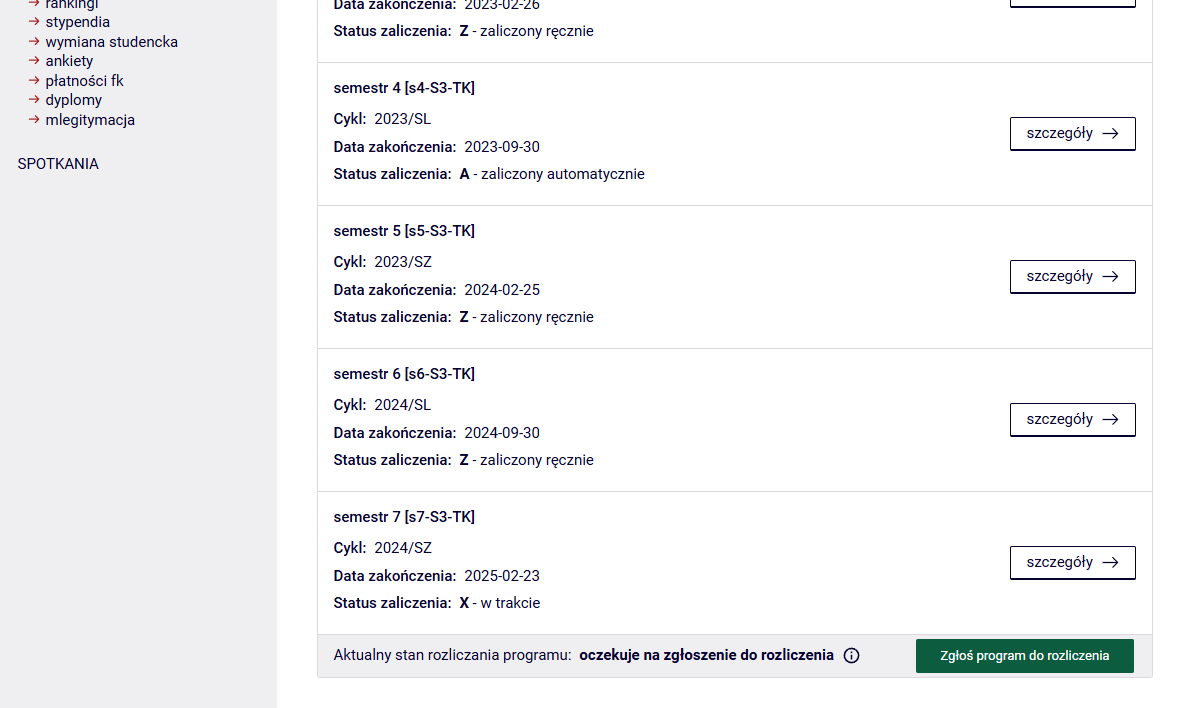 rankingi
stypendia
wymiana studencka
ankiety
płatności fk
dyplomy
mlegitymacja
SPOTKANIA
Data zakończenia: 2023-02-26
Status zaliczenia: Z - zaliczony ręcznie
semestr 4 [s4-S3-TK]
Cykl: 2023/SL
Data zakończenia: 2023-09-30
Status zaliczenia: A - zaliczony automatycznie
szczegóły
semestr 5 [s5-S3-TK]
Cykl: 2023/SZ
Data zakończenia: 2024-02-25
Status zaliczenia: Z - zaliczony ręcznie
szczegóły
semestr 6 [s6-S3-TK]
Cykl: 2024/SL
Data zakończenia: 2024-09-30
Status zaliczenia: Z - zaliczony ręcznie
szczegóły
semestr 7 [s7-S3-TK]
Cykl: 2024/SZ
Data zakończenia: 2025-02-23
Status zaliczenia: X - w trakcie
szczegóły
Aktualny stan rozliczania programu: oczekuje na zgłoszenie do rozliczenia
Zgłoś program do rozliczenia